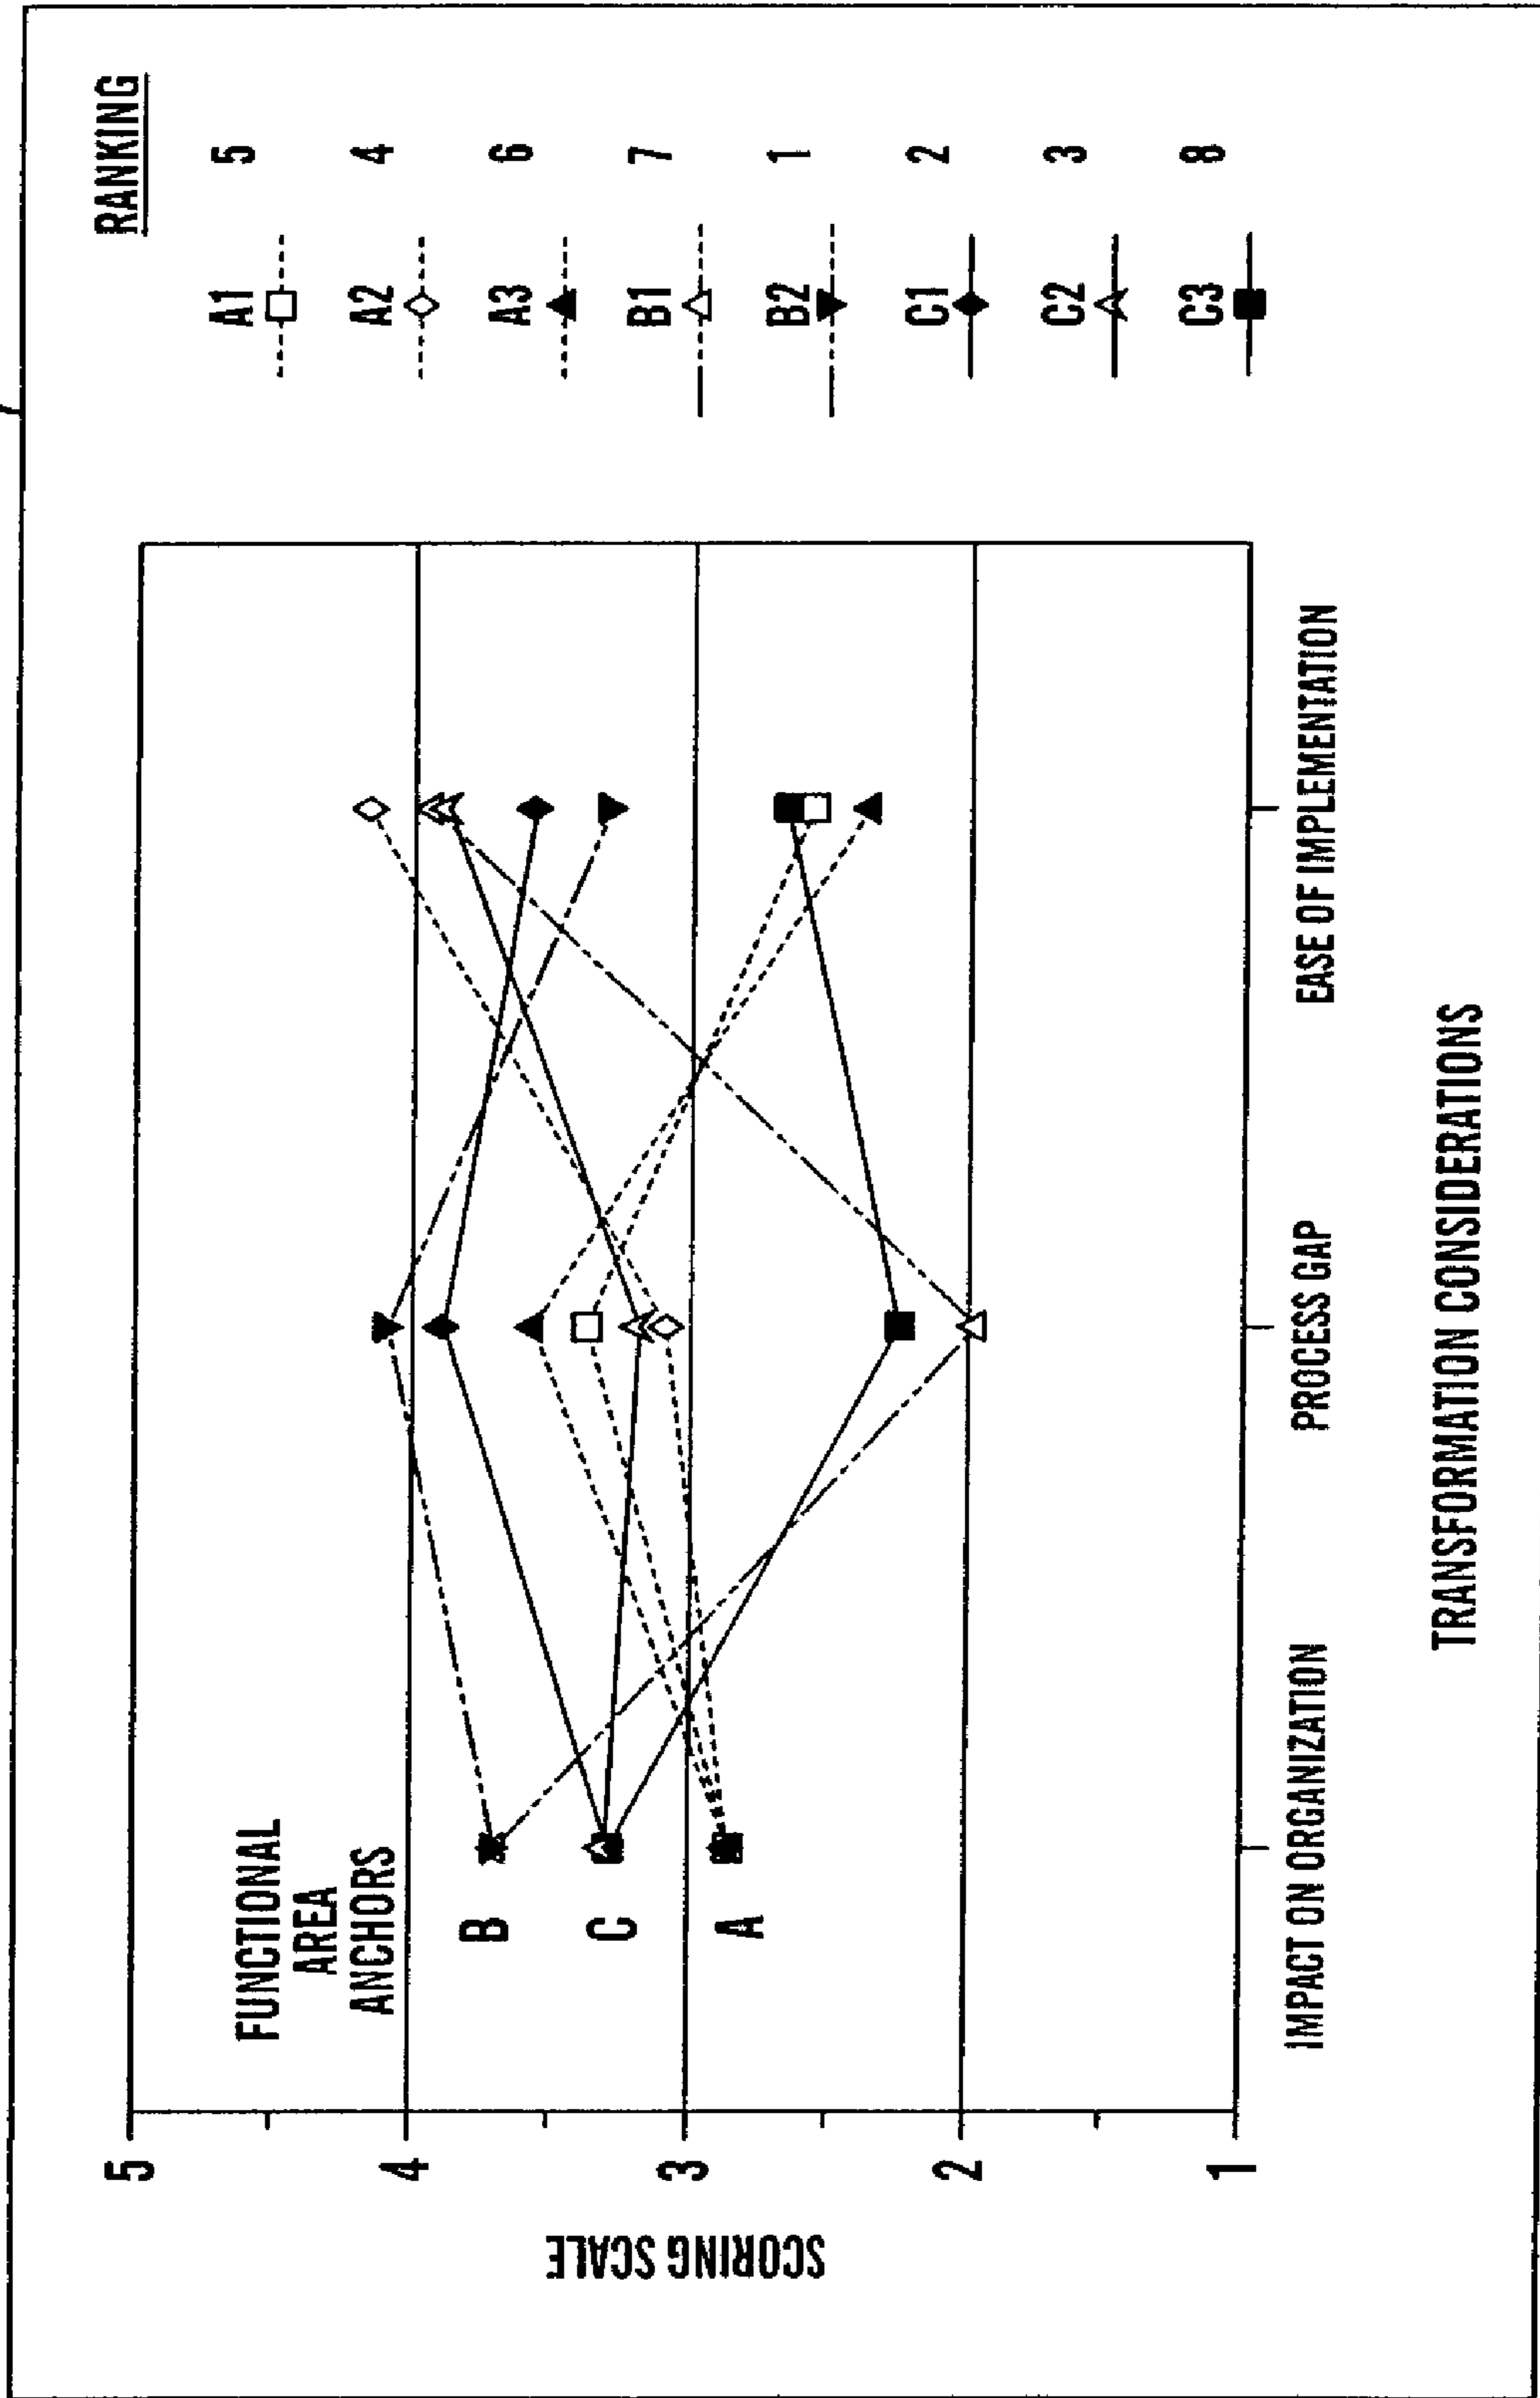 FUNCTIONAL
AREA
ANCHORS
B
C
A
5
4
3
2
1
SCORING SCALE
IMPACT ON ORGANIZATION
PROCESS GAP
EASE OF IMPLEMENTATION
TRANSFORMATION CONSIDERATIONS
RANKING
A1 5
A2 4
A3 6
B1 7
B2 1
C1 2
C2 3
C3 8